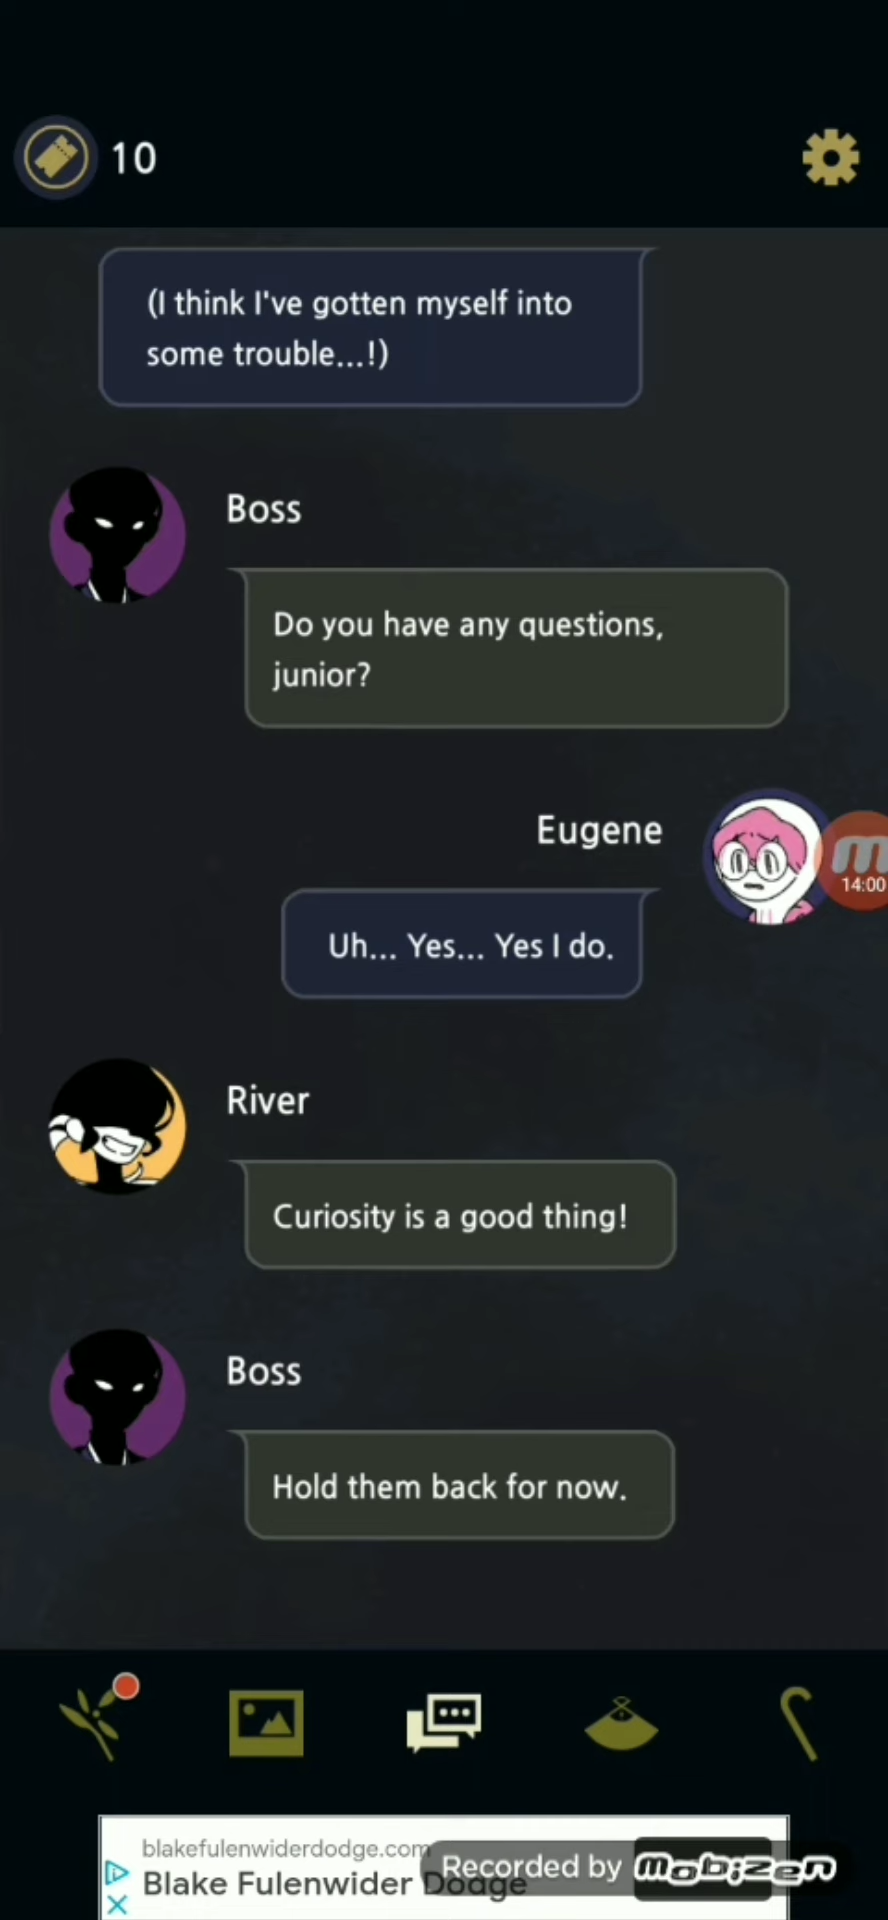 10
(I think I've gotten myself into
some trouble...!)
Boss
Do you have any questions,
junior?
Eugene
14:00
Uh... Yes... Yes I do.
River
Curiosity is a good thing!
Boss
Hold them back for now.
blakefulenwiderdodge.com
Blake Fulenwider Dodge
Recorded by mobizen